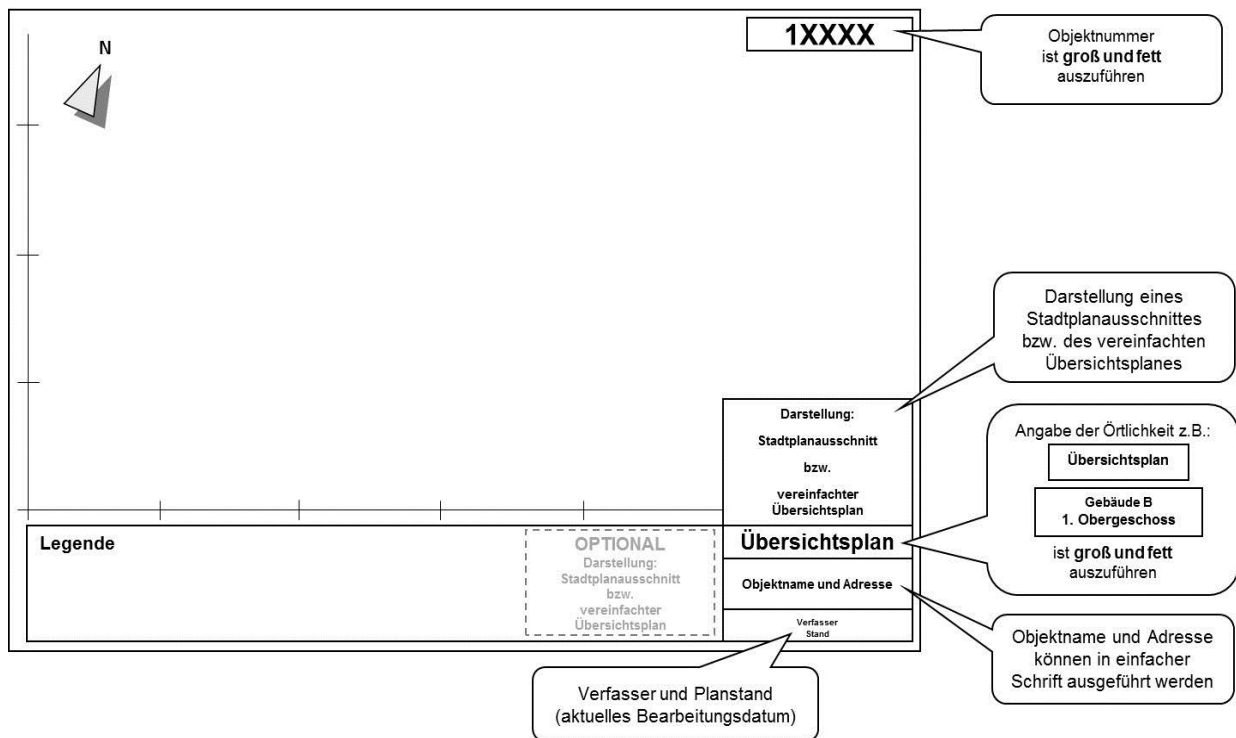 N
1XXXX
Objektnummer
ist groß und fett
auszuführen
Darstellung eines
Stadtplanausschnittes
bzw. des vereinfachten
Übersichtsplanes
Darstellung:
Stadtplanausschnitt
bzw.
vereinfachter
Übersichtsplan
Angabe der Örtlichkeit z.B.:
Übersichtsplan
Gebäude B
1. Obergeschoss
ist groß und fett
auszuführen
Legende
OPTIONAL
Darstellung:
Stadtplanausschnitt
bzw.
vereinfachter
Übersichtsplan
Übersichtsplan
Objektname und Adresse
Verfasser
Stand
Objektname und Adresse
können in einfacher
Schrift ausgeführt werden
Verfasser und Planstand
(aktuelles Bearbeitungsdatum)